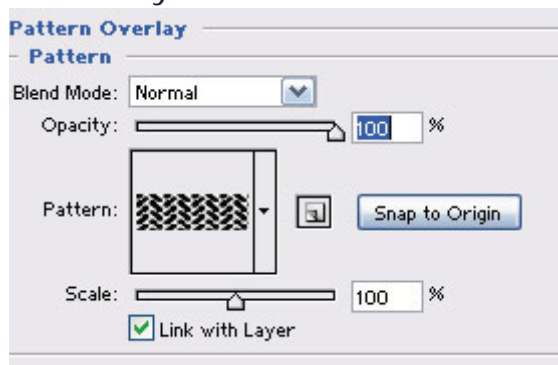 Pattern Overlay
Pattern
Blend Mode: Normal
Opacity: 100 %
Pattern: Snap to Origin
Scale: 100 %
Link with Layer